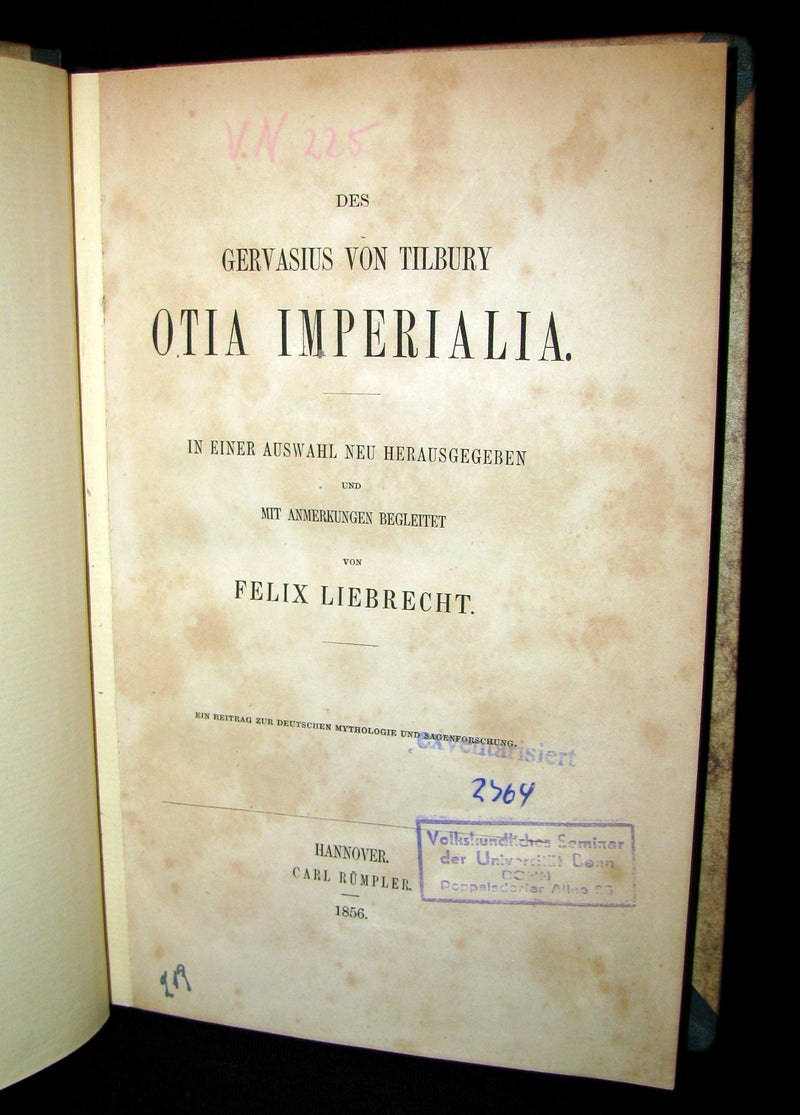 V.N 225
DES
GERVASIUS VON TILBURY
OTIA IMPERIALIA.
IN EINER AUSWAHL NEU HERAUSGEGEBEN
UND
MIT ANMERKUNGEN BEGLEITET
VON
FELIX LIEBRECHT.
EIN BEITRAG ZUR DEUTSCHEN MYTHOLOGIE UND SAGENFORSCHUNG.
exventarisiert
HANNOVER.
CARL RÜMPLER.
1856.
Volkskundliches Seminar
der Universität Bonn
BONN
Poppelsdorfer Allee